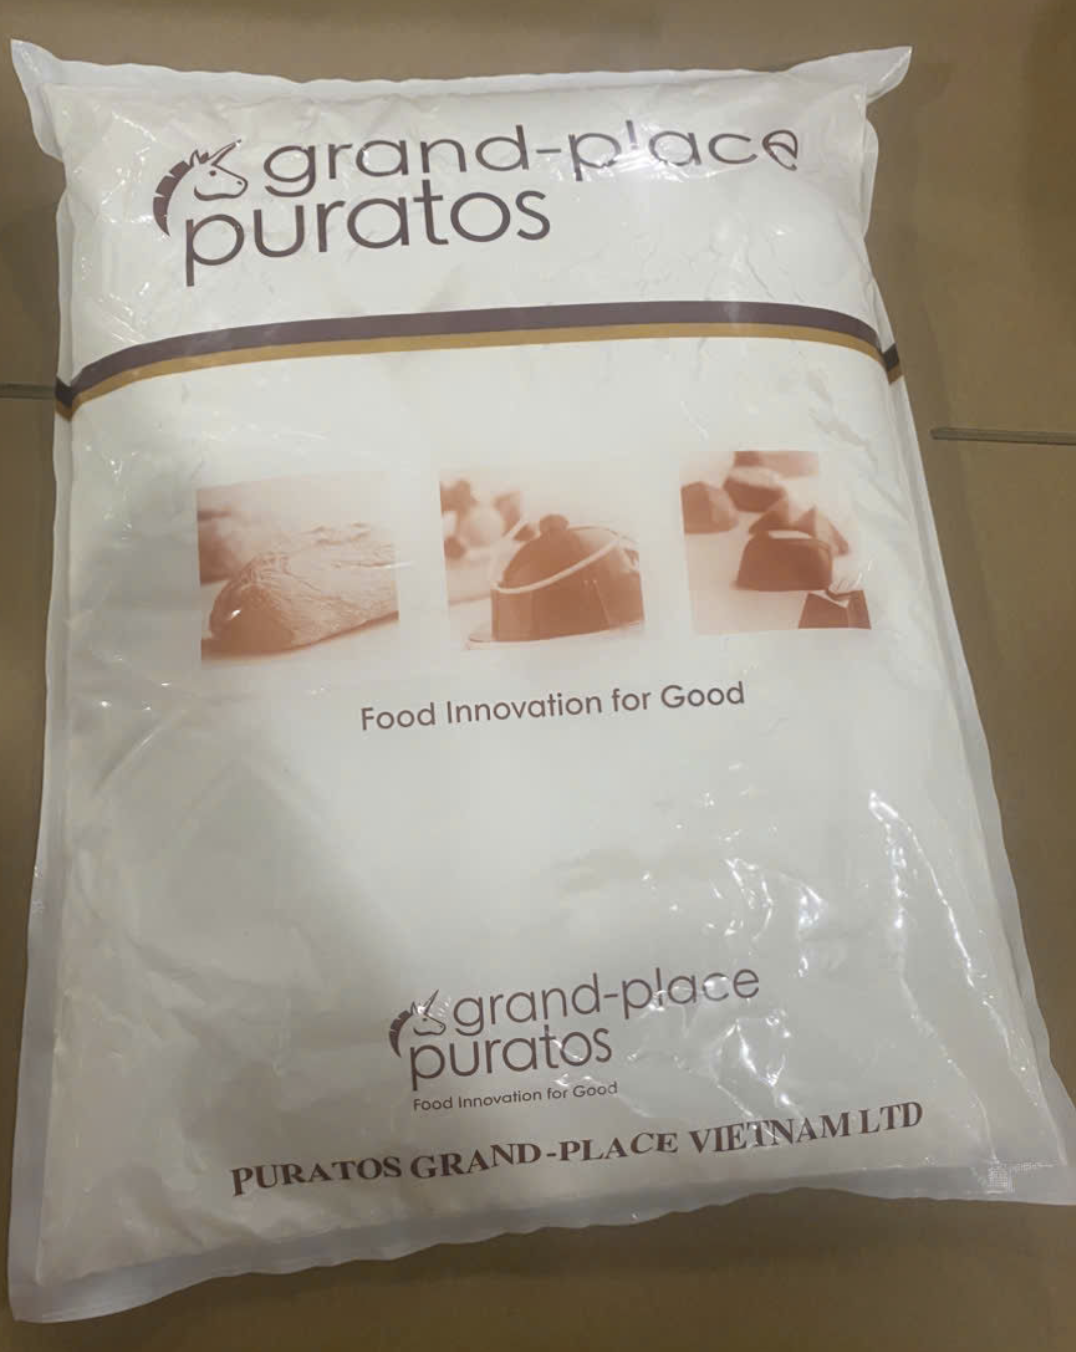 grand-place
puratos
Food Innovation for Good
grand-place
puratos
Food Innovation for Good
PURATOS GRAND-PLACE VIETNAM LTD